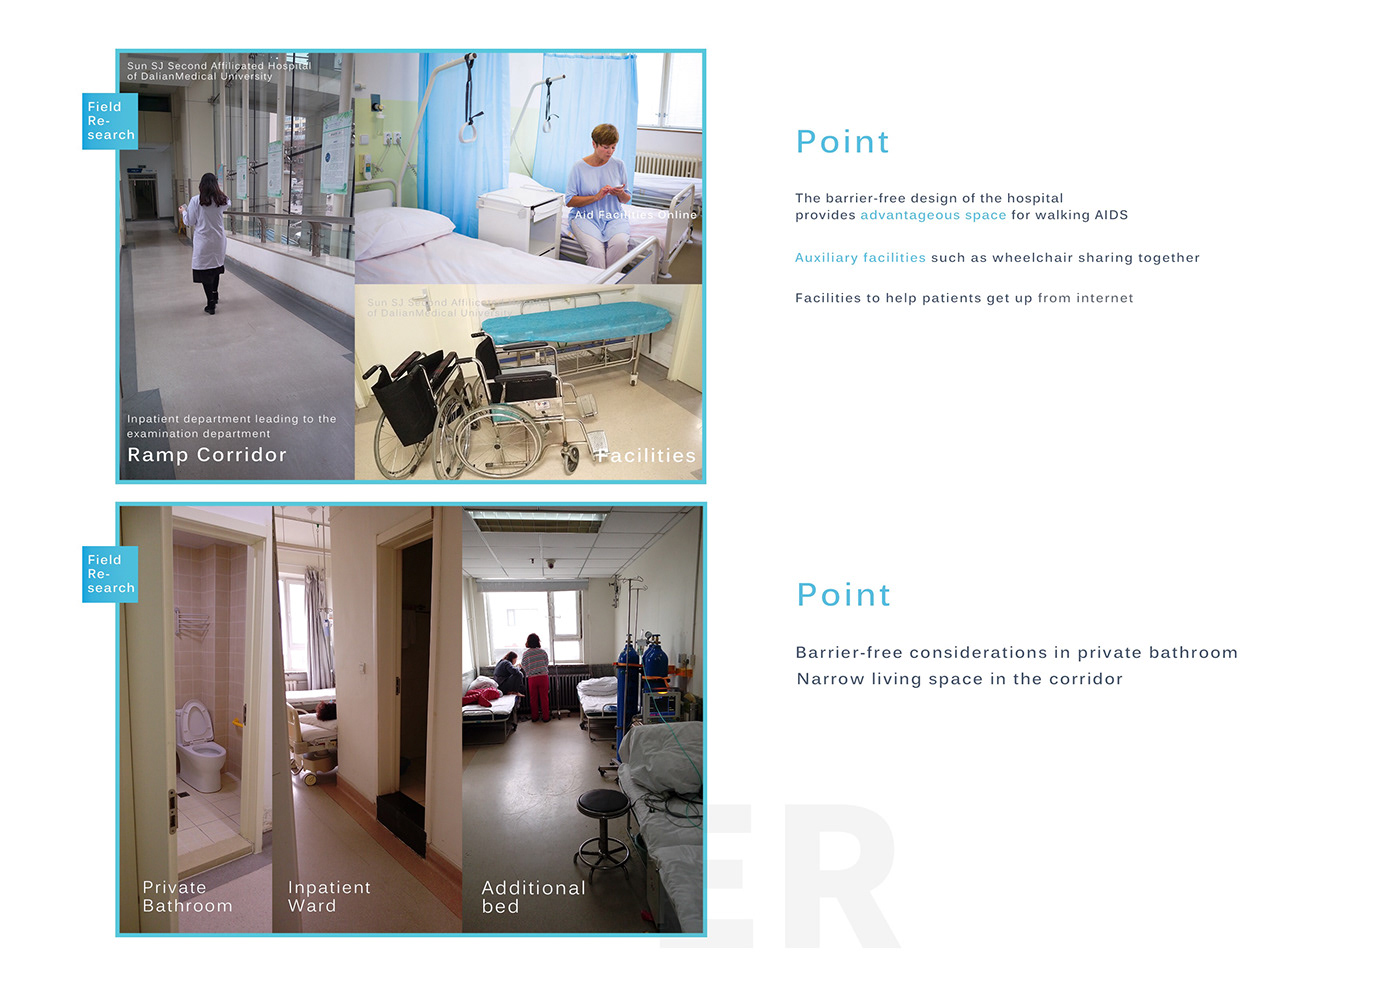 Sun SJ Second Affilicated Hospital
of DalianMedical University
Field
Re-
search
Aid Facilities Online
Sun SJ Second Affilicated Hospital
of DalianMedical University
Inpatient department leading to the
examination department
Ramp Corridor
Facilities
Point
The barrier-free design of the hospital
provides advantageous space for walking AIDS
Auxiliary facilities such as wheelchair sharing together
Facilities to help patients get up from internet
Field
Re-
search
Private
Bathroom
Inpatient
Ward
Additional
bed
Point
Barrier-free considerations in private bathroom
Narrow living space in the corridor
ER